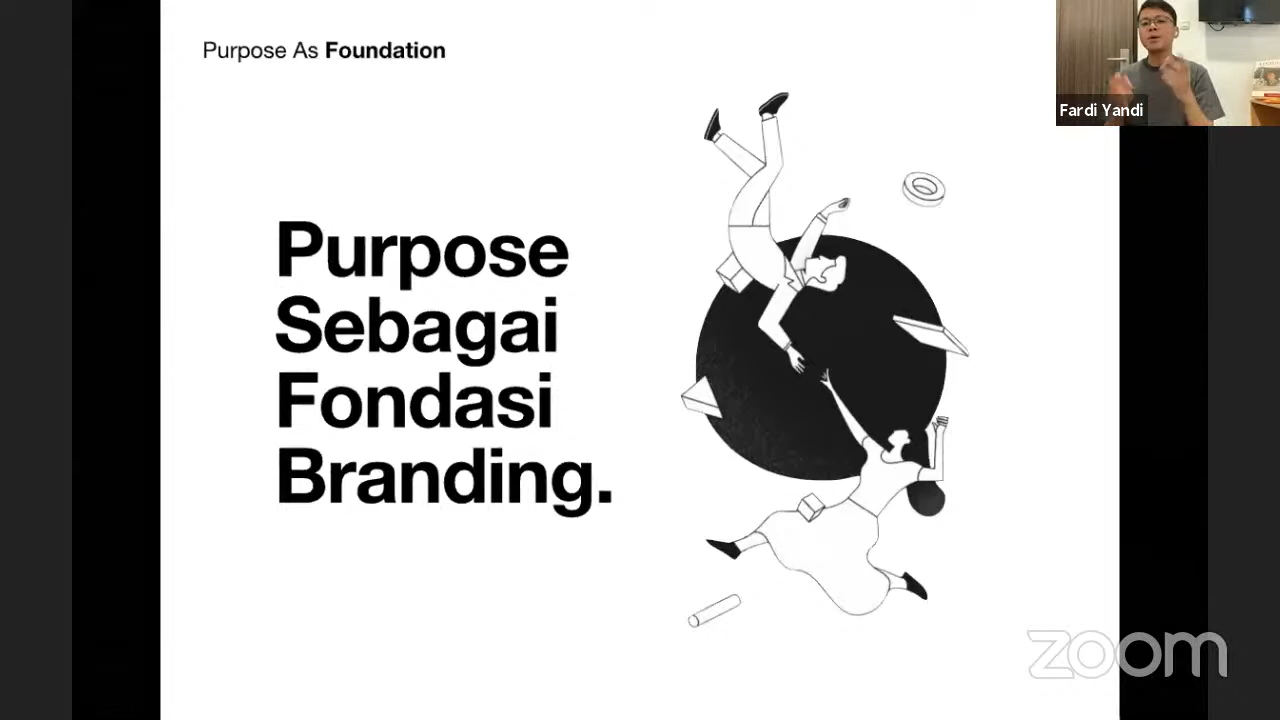 Purpose As Foundation
Purpose
Sebagai
Fondasi
Branding.
Fardi Yandi
zoom